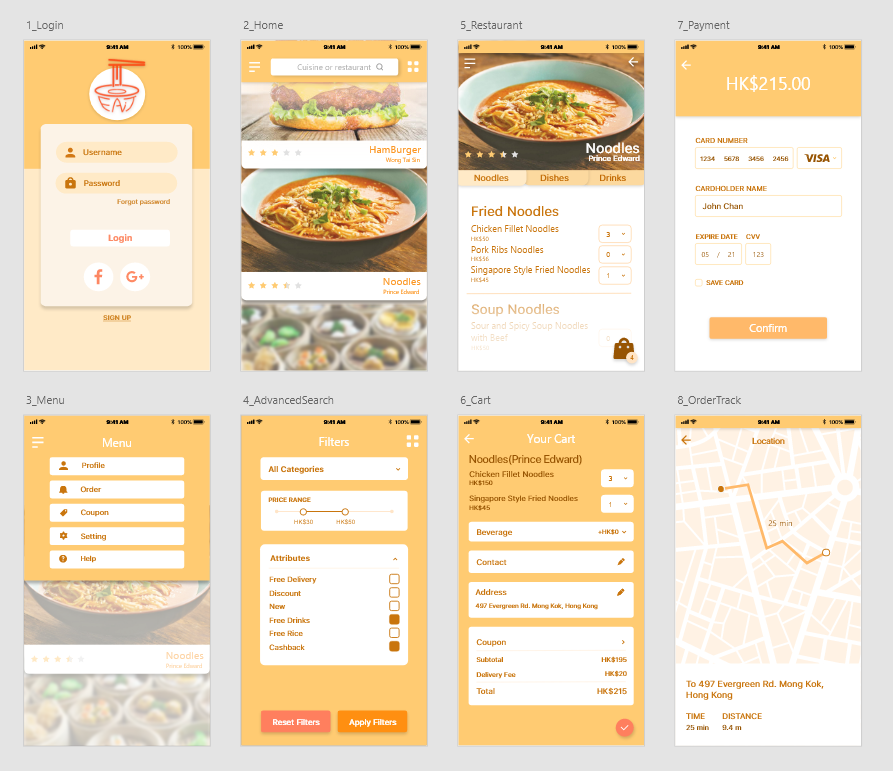 1_Login
9:41 AM
100%
EAT
Username
Password
Forgot password
Login
f G+
SIGN UP
2_Home
9:41 AM
100%
Cuisine or restaurant
HamBurger
Wong Tai Sin
Noodles
Prince Edward
5_Restaurant
9:41 AM
100%
Noodles
Prince Edward
Noodles Dishes Drinks
Fried Noodles
Chicken Fillet Noodles
HK$50
3
Pork Ribs Noodles
0
Singapore Style Fried Noodles
HK$45
1
Soup Noodles
Sour and Spicy Soup Noodles
with Beef
0
4
7_Payment
9:41 AM
100%
HK$215.00
CARD NUMBER
1234 5678 3456 2456 VISA
CARDHOLDER NAME
John Chan
EXPIRE DATE CVV
05 / 21 123
SAVE CARD
Confirm
3_Menu
9:41 AM
100%
Menu
Profile
Order
Coupon
Setting
Help
Noodles
Prince Edward
4_AdvancedSearch
9:41 AM
100%
Filters
All Categories
PRICE RANGE
HK$30 HK$50
Attributes
Free Delivery
Discount
New
Free Drinks
Free Rice
Cashback
Reset Filters Apply Filters
6_Cart
9:41 AM
100%
Your Cart
Noodles(Prince Edward)
Chicken Fillet Noodles
HK$150
3
Singapore Style Fried Noodles
HK$45
1
Beverage +HK$0
Contact
Address
497 Evergreen Rd. Mong Kok, Hong Kong
Coupon
Subtotal HK$195
Delivery Fee HK$20
Total HK$215
8_OrderTrack
9:41 AM
100%
Location
25 min
To 497 Evergreen Rd. Mong Kok,
Hong Kong
TIME DISTANCE
25 min 9.4 m